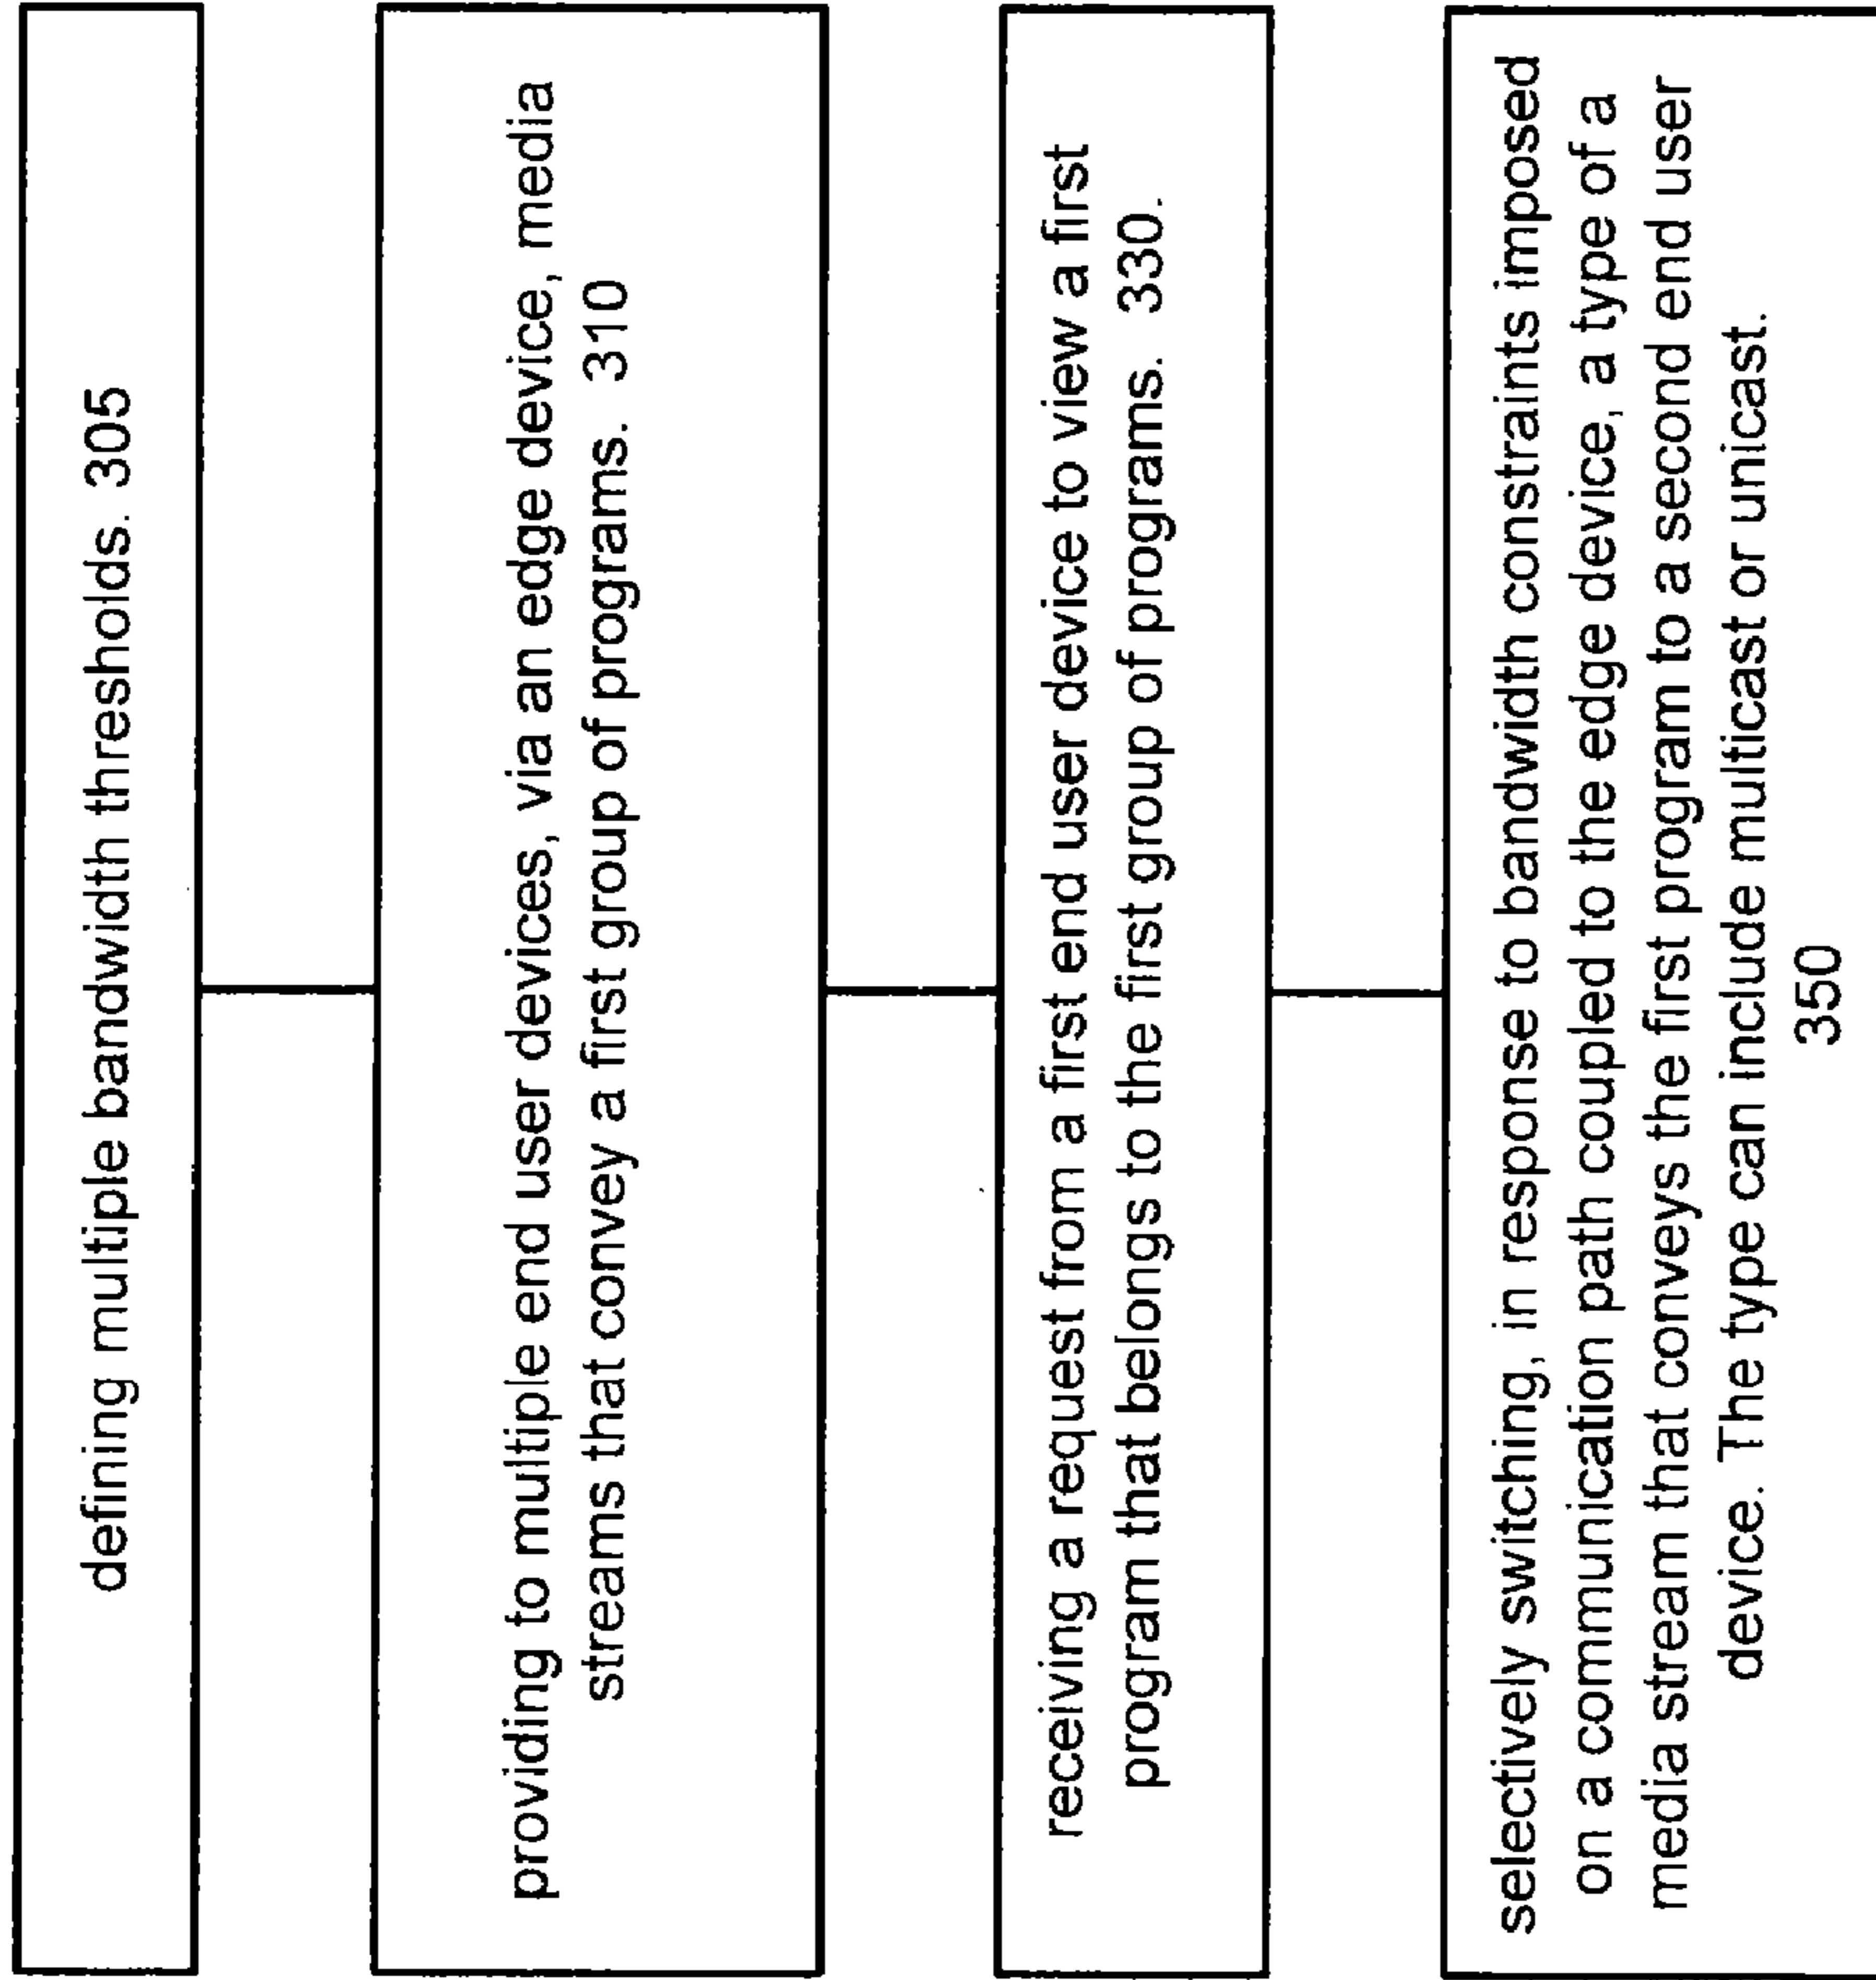 defining multiple bandwidth thresholds. 305
providing to multiple end user devices, via an edge device, media
streams that convey a first group of programs. 310
receiving a request from a first end user device to view a first
program that belongs to the first group of programs. 330.
selectively switching, in response to bandwidth constraints imposed
on a communication path coupled to the edge device, a type of a
media stream that conveys the first program to a second end user
device. The type can include multicast or unicast.
350